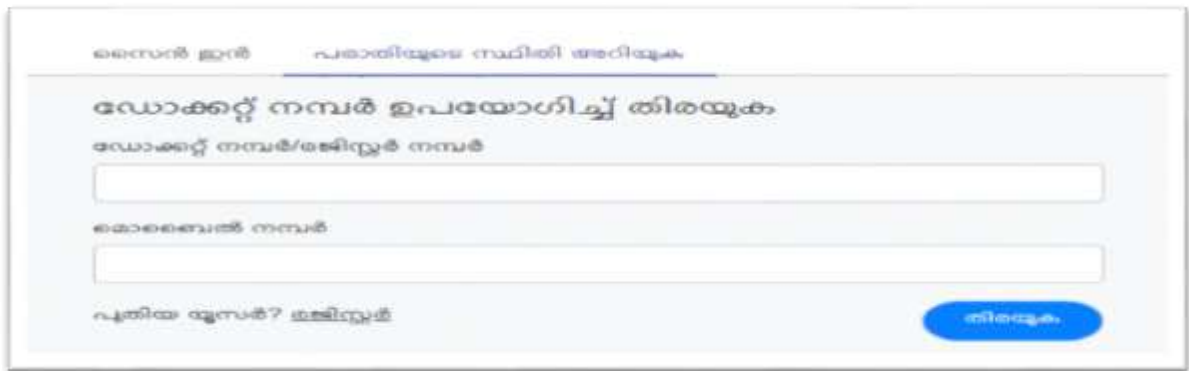 സൈൻ ഇൻ പരാതിയുടെ സ്ഥിതി അറിയുക
ഡോക്കറ്റ് നമ്പർ ഉപയോഗിച്ച് തിരയുക
ഡോക്കറ്റ് നമ്പർ/രജിസ്റ്റർ നമ്പർ
മൊബൈൽ നമ്പർ
പുതിയ യൂസർ? രജിസ്റ്റർ
തിരയുക